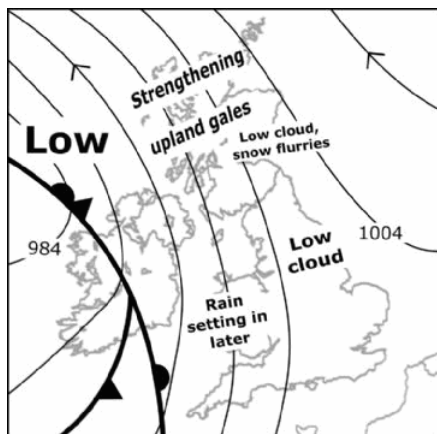 Strengthening
upland gales
Low
Low cloud,
snow flurries
984
1004
Low
cloud
Rain
setting in
later